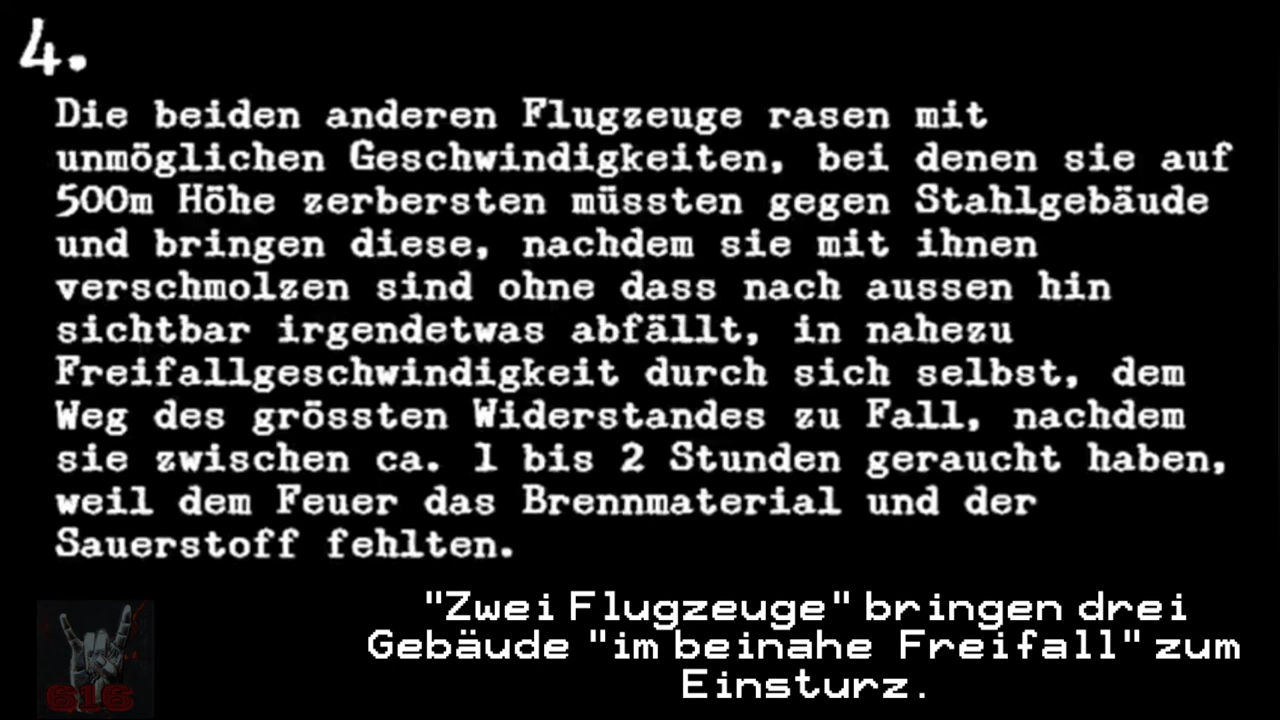 4.
Die beiden anderen Flugzeuge rasen mit
unmöglichen Geschwindigkeiten, bei denen sie auf
500m Höhe zerbersten müssten gegen Stahlgebäude
und bringen diese, nachdem sie mit ihnen
verschmolzen sind ohne dass nach aussen hin
sichtbar irgendetwas abfällt, in nahezu
Freifallgeschwindigkeit durch sich selbst, dem
Weg des grössten Widerstandes zu Fall, nachdem
sie zwischen ca. 1 bis 2 Stunden geraucht haben,
weil dem Feuer das Brennmaterial und der
Sauerstoff fehlten.
"Zwei Flugzeuge" bringen drei
Gebäude "im beinahe Freifall" zum
Einsturz.
616